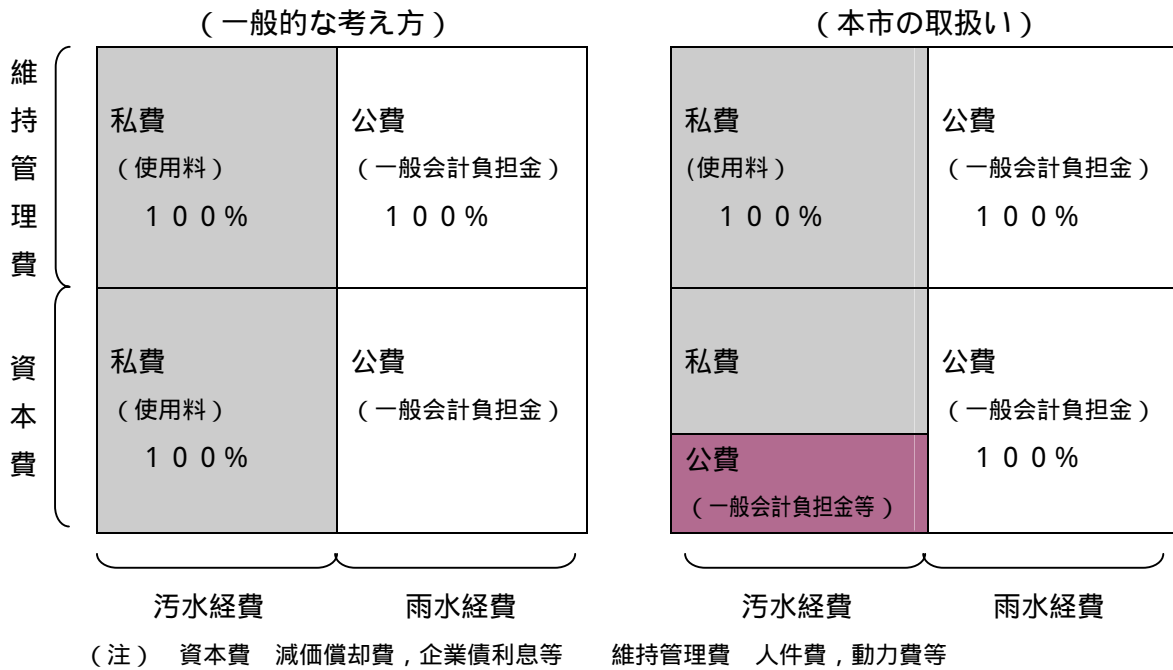 （一般的な考え方）
（本市の取扱い）
維持管理費
私費
（使用料）
１００％
公費
（一般会計負担金）
１００％
私費
(使用料）
１００％
公費
（一般会計負担金）
１００％
資本費
私費
（使用料）
１００％
公費
（一般会計負担金）
私費
公費
（一般会計負担金等）
公費
（一般会計負担金）
１００％
汚水経費
雨水経費
汚水経費
雨水経費
（注）　資本費　減価償却費，企業債利息等　　維持管理費　人件費，動力費等